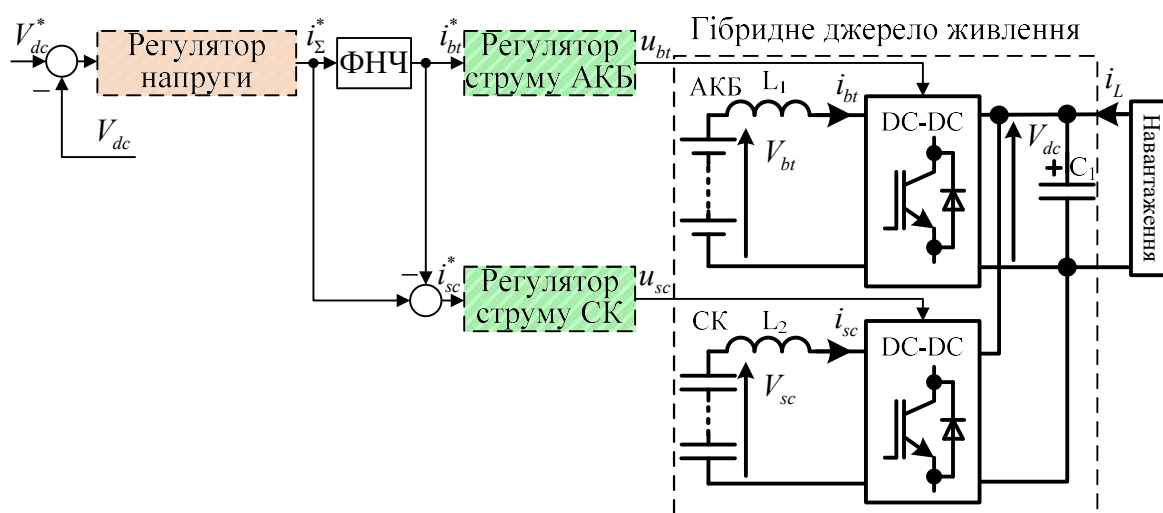 V*dc
−
Vdc
Регулятор
напруги
i*Σ
ФНЧ
i*bt
Регулятор
струму АКБ
ubt
−
i*sc
Регулятор
струму СК
usc
Гібридне джерело живлення
АКБ
L1
ibt
Vbt
DC-DC
Vdc
+
C1
iL
Навантаження
СК
L2
isc
Vsc
DC-DC